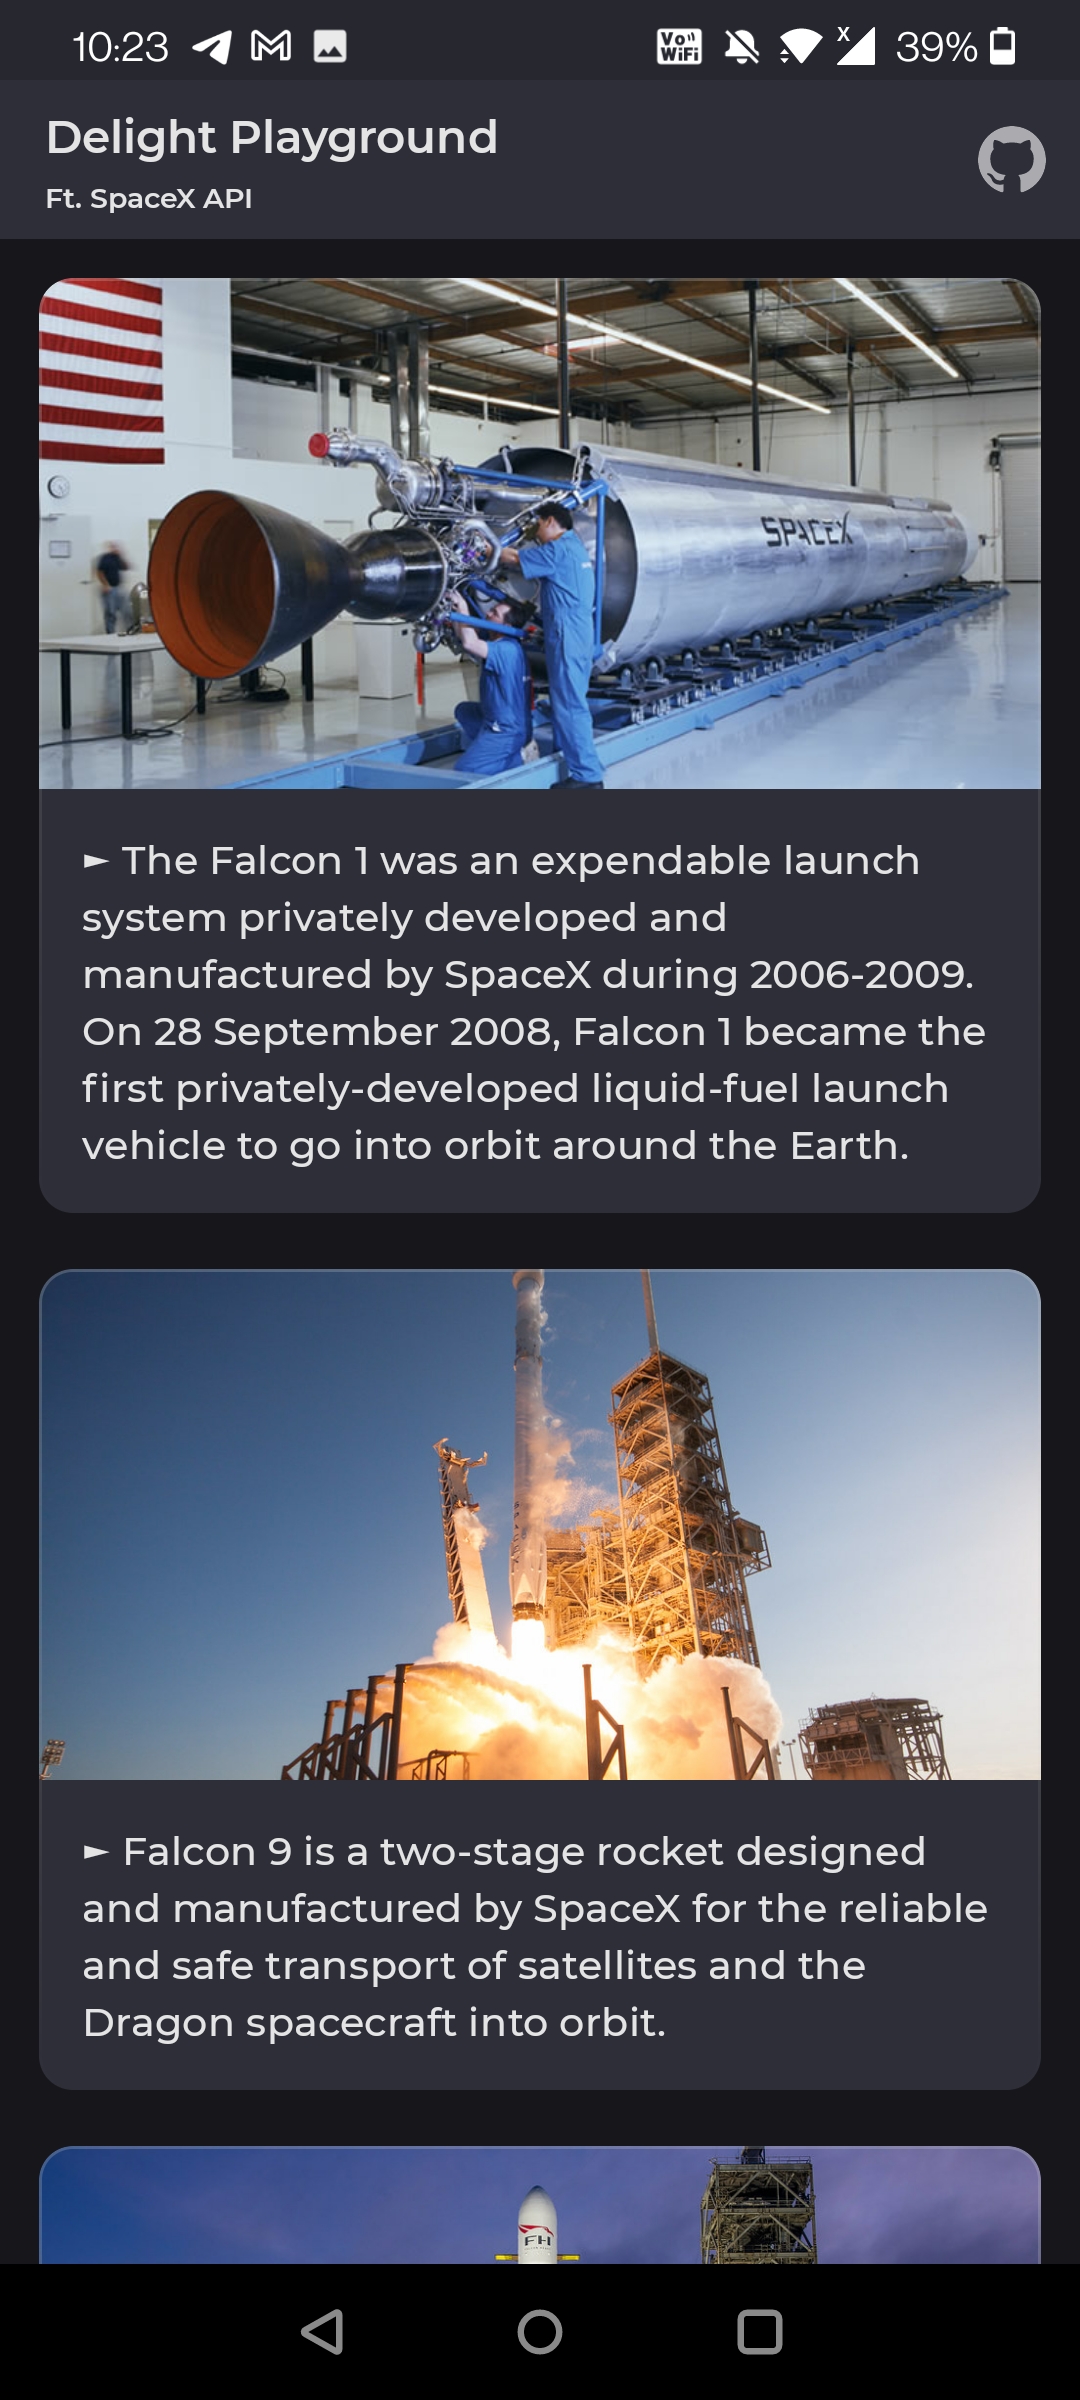 10:23
Vo WiFi
X
39%
Delight Playground
Ft. SpaceX API
SPACEX
► The Falcon 1 was an expendable launch
system privately developed and
manufactured by SpaceX during 2006-2009.
On 28 September 2008, Falcon 1 became the
first privately-developed liquid-fuel launch
vehicle to go into orbit around the Earth.
► Falcon 9 is a two-stage rocket designed
and manufactured by SpaceX for the reliable
and safe transport of satellites and the
Dragon spacecraft into orbit.
FH